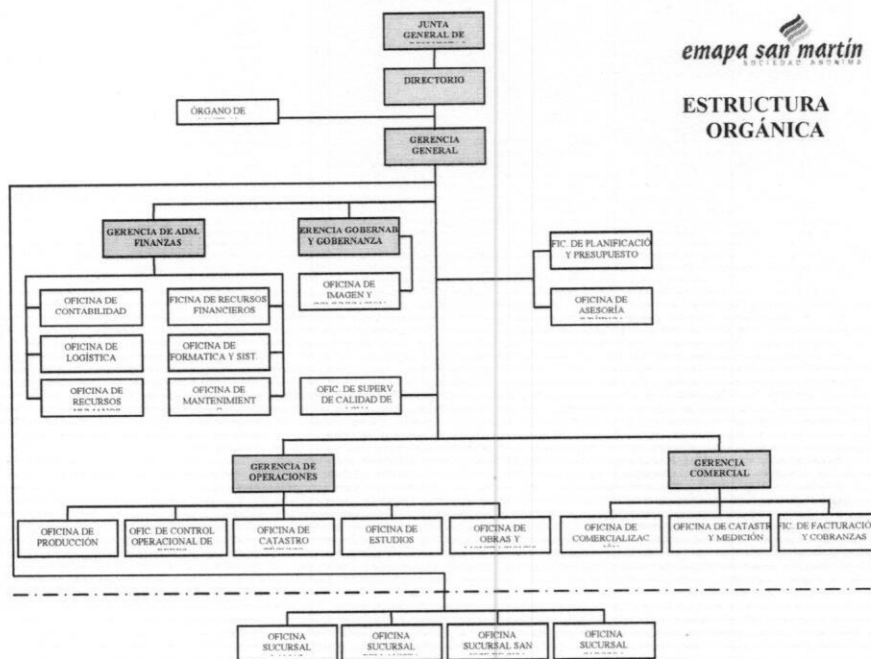 JUNTA
GENERAL DE
emapa san martín
SOCIEDAD ANONIMA
DIRECTORIO
ESTRUCTURA
ORGÁNICA
ÓRGANO DE
GERENCIA
GENERAL
GERENCIA DE ADM.
FINANZAS
ERENCIA GOBERNAB
Y GOBERNANZA
FIC. DE PLANIFICACIÓ
Y PRESUPUESTO
OFICINA DE
CONTABILIDAD
FICINA DE RECURSOS
FINANCIEROS
OFICINA DE
IMAGEN Y
OFICINA DE
ASESORÍA
OFICINA DE
LOGÍSTICA
OFICINA DE
FORMATICA Y SIST.
OFICINA DE
RECURSOS
OFICINA DE
MANTENIMIENT
OFIC. DE SUPERV.
DE CALIDAD DE
GERENCIA DE
OPERACIONES
GERENCIA
COMERCIAL
OFICINA DE
PRODUCCIÓN
OFIC. DE CONTROL
OPERACIONAL DE
OFICINA DE
CATASTRO
OFICINA DE
ESTUDIOS
OFICINA DE
OBRAS Y
OFICINA DE
COMERCIALIZAC
OFICINA DE CATASTR
Y MEDICIÓN
FIC. DE FACTURACIÓ
Y COBRANZAS
OFICINA
SUCURSAL
OFICINA
SUCURSAL
OFICINA
SUCURSAL SAN
OFICINA
SUCURSAL